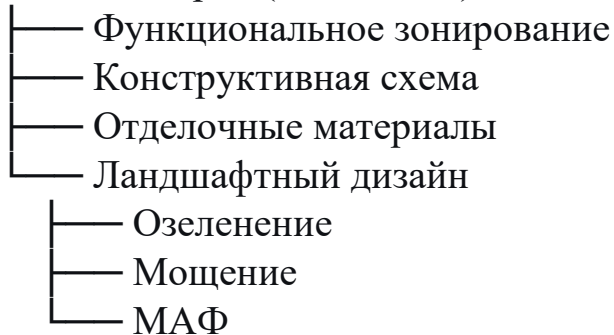 Функциональное зонирование
Конструктивная схема
Отделочные материалы
Ландшафтный дизайн
Озеленение
Мощение
МАФ